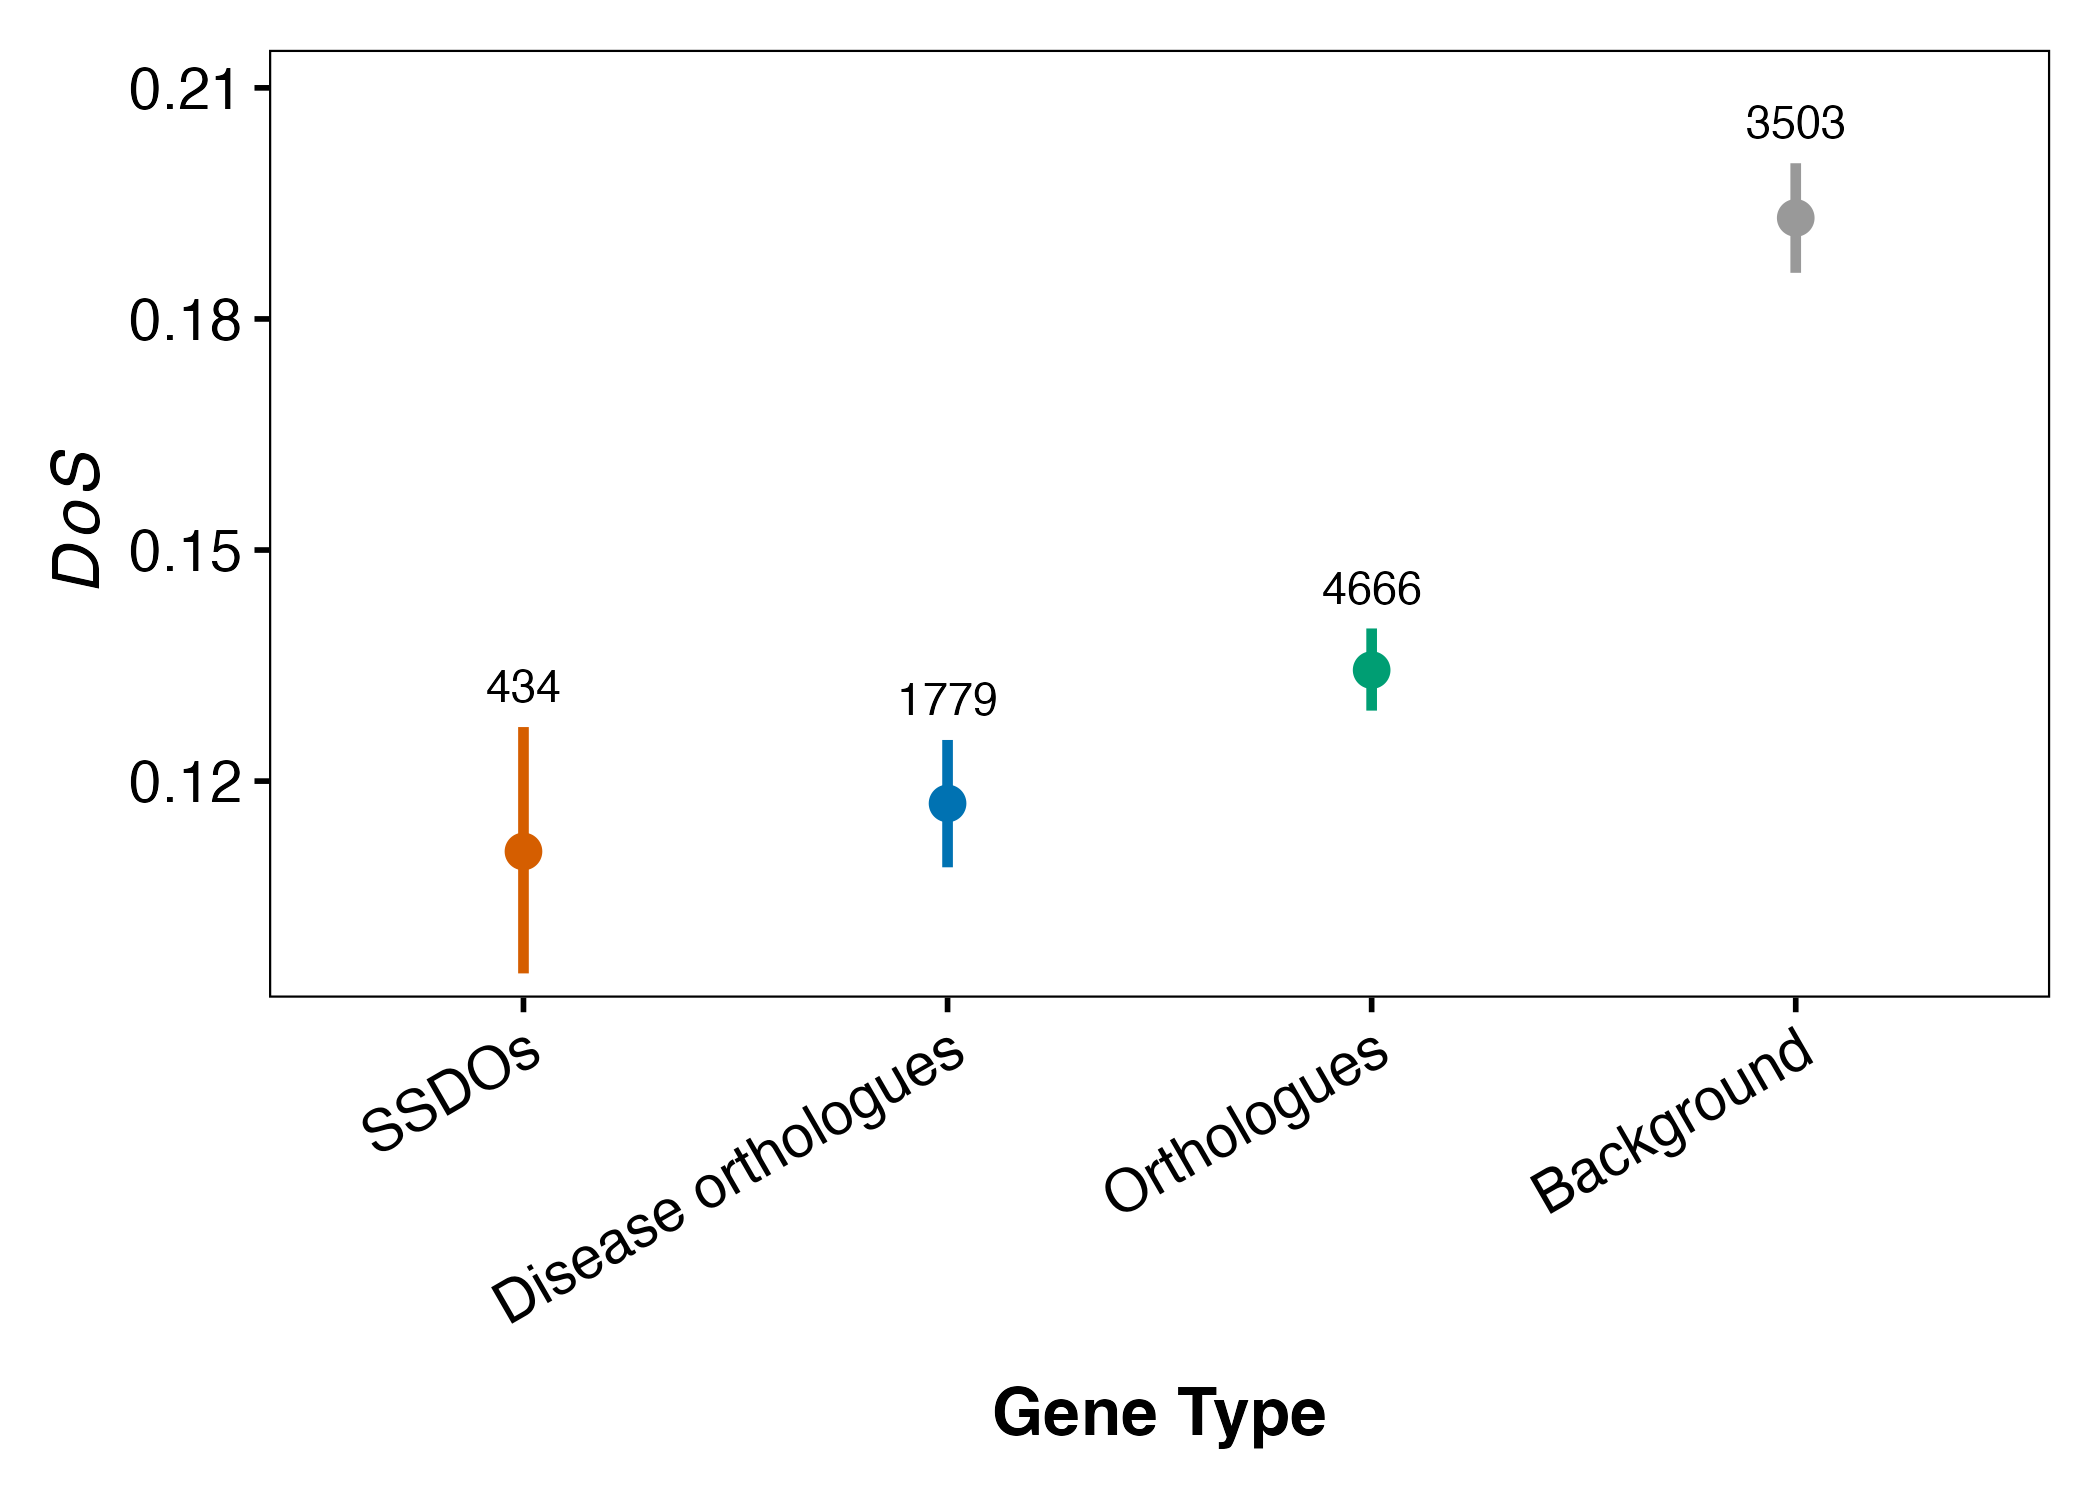 0.21
0.18
0.15
0.12
DoS
434
1779
4666
3503
SSDOs
Disease orthologues
Orthologues
Background
Gene Type